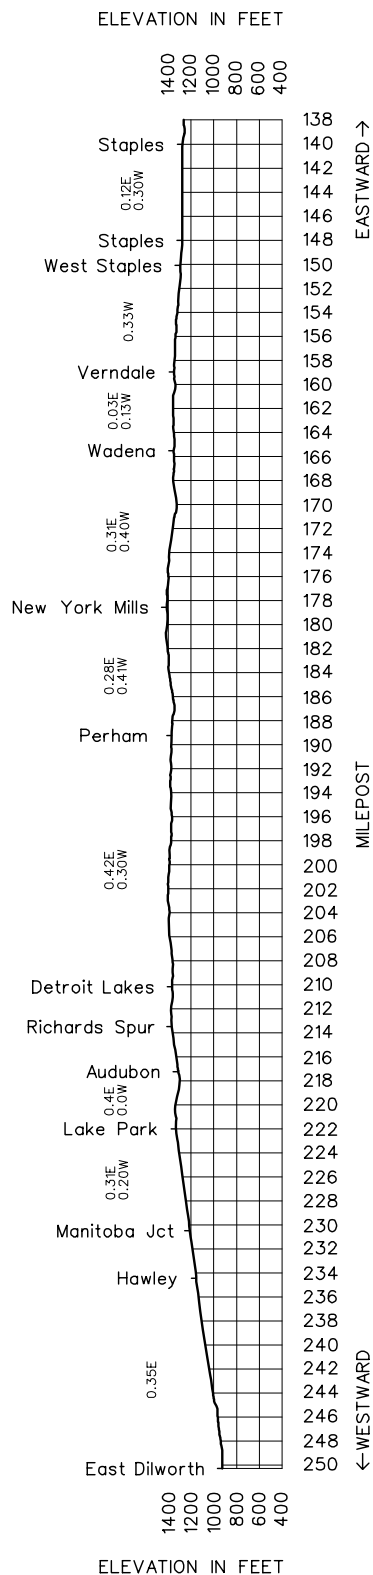 ELEVATION IN FEET
1400 1200 1000 800 600 400
138
Staples 140
EASTWARD →
142
0.12E
0.30W
144
146
Staples 148
West Staples 150
152
154
0.33W
156
158
Verndale
160
0.03E
0.13W
162
164
Wadena 166
168
170
0.31E
0.40W
172
174
176
178
New York Mills
180
182
0.28E
0.41W
184
186
188
Perham
190
192
194
MILEPOST
196
198
200
0.42E
0.30W
202
204
206
208
Detroit Lakes 210
212
Richards Spur 214
216
Audubon 218
0.4E
0.0W
220
Lake Park 222
224
0.31E
0.20W
226
228
Manitoba Jct 230
232
Hawley 234
236
238
240
0.35E
242
244
246
248
East Dilworth 250
← WESTWARD
1400 1200 1000 800 600 400
ELEVATION IN FEET